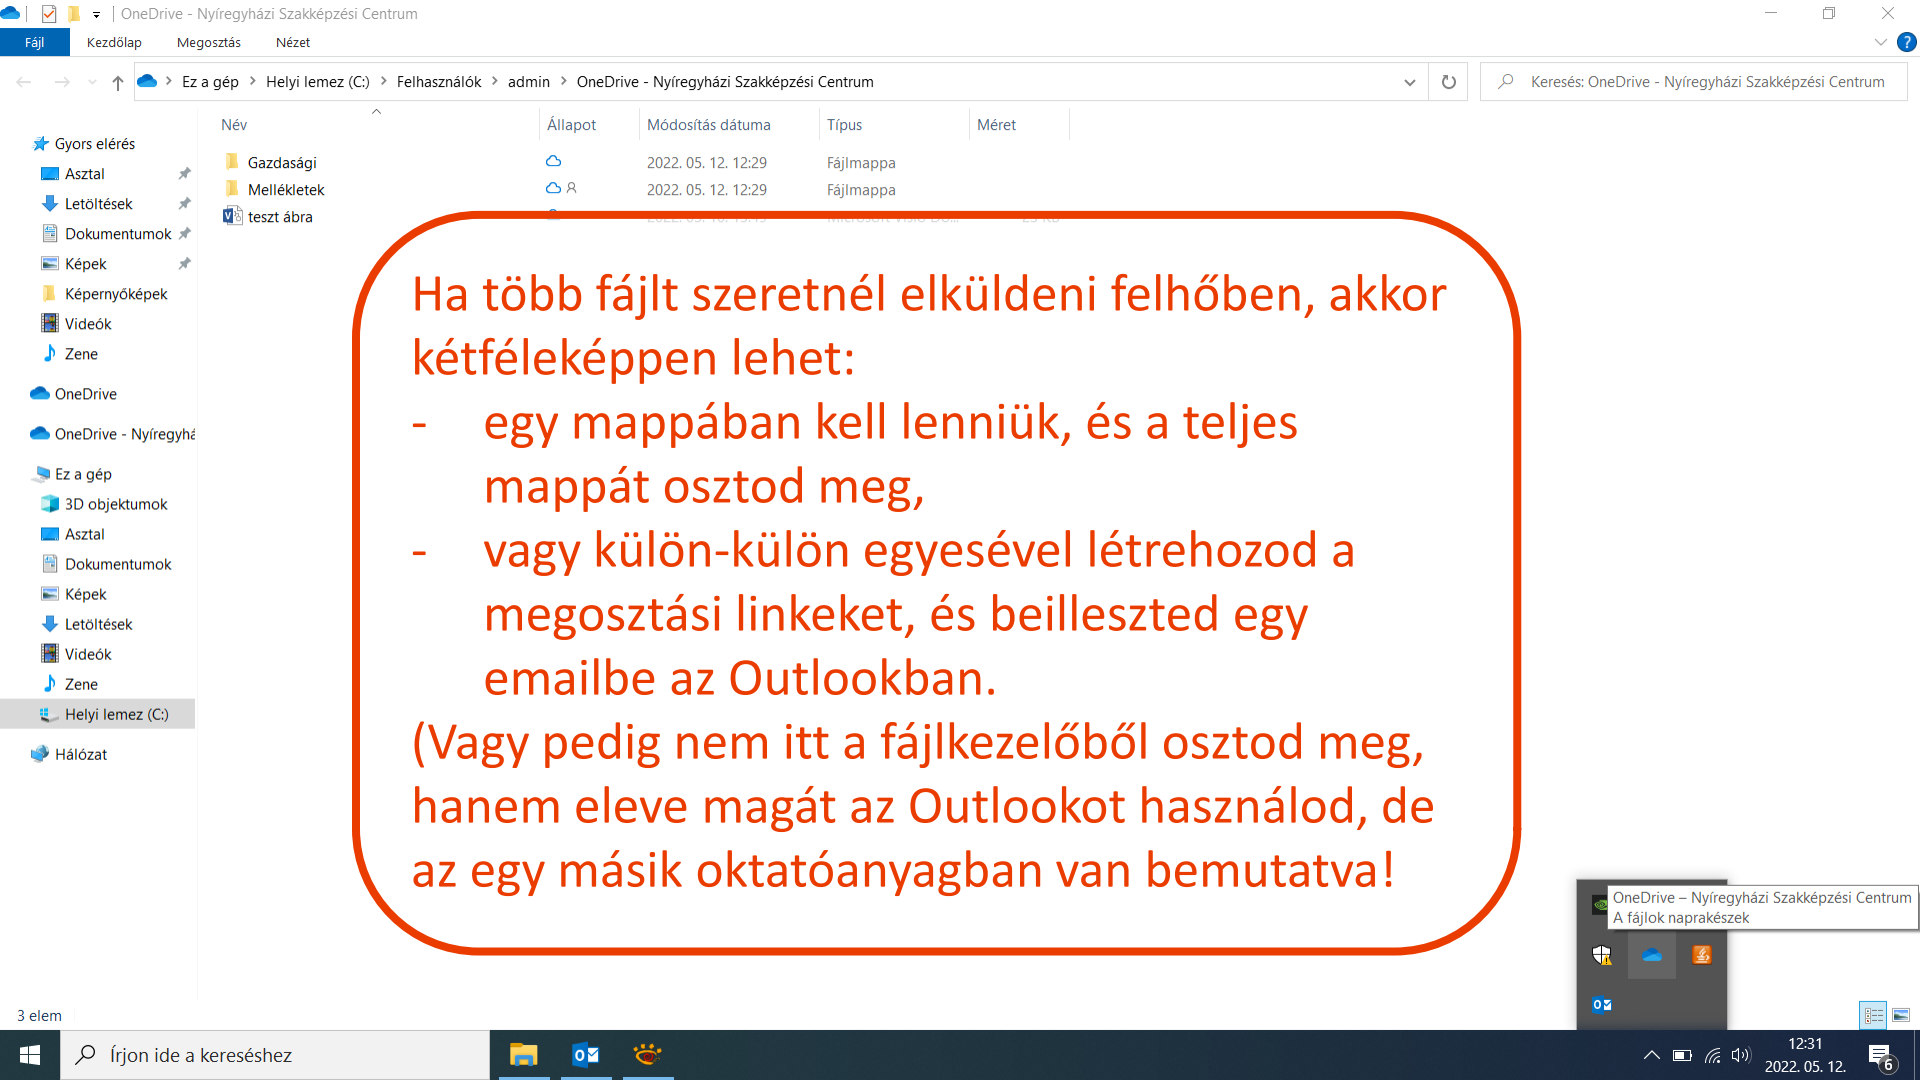 OneDrive - Nyíregyházi Szakképzési Centrum
Fájl Kezdőlap Megosztás Nézet
Ez a gép > Helyi lemez (C:) > Felhasználók > admin > OneDrive - Nyíregyházi Szakképzési Centrum
Keresés: OneDrive - Nyíregyházi Szakképzési Centrum
Név Állapot Módosítás dátuma Típus Méret
Gazdasági 2022. 05. 12. 12:29 Fájlmappa
Mellékletek 2022. 05. 12. 12:29 Fájlmappa
teszt ábra
Gyors elérés
Asztal
Letöltések
Dokumentumok
Képek
Képernyőképek
Videók
Zene
OneDrive
OneDrive - Nyíregyhá
Ez a gép
3D objektumok
Asztal
Dokumentumok
Képek
Letöltések
Videók
Zene
Helyi lemez (C:)
Hálózat
Ha több fájlt szeretnél elküldeni felhőben, akkor
kétféleképpen lehet:
- egy mappában kell lenniük, és a teljes
mappát osztod meg,
- vagy külön-külön egyesével létrehozod a
megosztási linkeket, és beilleszted egy
emailbe az Outlookban.
(Vagy pedig nem itt a fájlkezelőből osztod meg,
hanem eleve magát az Outlookot használod, de
az egy másik oktatóanyagban van bemutatva!
OneDrive – Nyíregyházi Szakképzési Centrum
A fájlok naprakészek
3 elem
Írjon ide a kereséshez
12:31
2022. 05. 12.
6